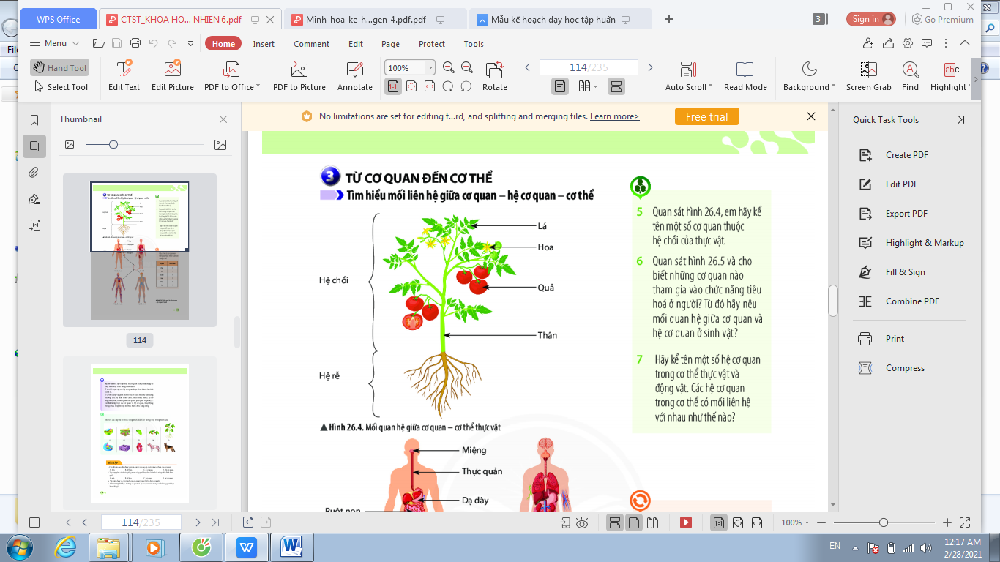 WPS Office
CTST_KHOA HO... NHIEN 6.pdf
Minh-hoa-ke-h...gen-4.pdf.pdf
Mẫu kế hoạch dạy học tập huấn
3
Sign in
Go Premium
Menu
Home
Insert
Comment
Edit
Page
Protect
Tools
Hand Tool
Select Tool
Edit Text
Edit Picture
PDF to Office
PDF to Picture
Annotate
100%
Rotate
114/235
Auto Scroll
Read Mode
Background
Screen Grab
Find
Highlight
Thumbnail
No limitations are set for editing t...rd, and splitting and merging files. Learn more>
Free trial
Quick Task Tools
Create PDF
Edit PDF
Export PDF
Highlight & Markup
Fill & Sign
Combine PDF
Print
Compress
114
3 TỪ CƠ QUAN ĐẾN CƠ THỂ
Tìm hiểu mối liên hệ giữa cơ quan – hệ cơ quan – cơ thể
Lá
Hoa
Hệ chồi
Quả
Thân
Hệ rễ
▲ Hình 26.4. Mối quan hệ giữa cơ quan – cơ thể thực vật
Miệng
Thực quản
Dạ dày
Ruột non
5 Quan sát hình 26.4, em hãy kể
tên một số cơ quan thuộc
hệ chồi của thực vật.
6 Quan sát hình 26.5 và cho
biết những cơ quan nào
tham gia vào chức năng tiêu
hoá ở người? Từ đó hãy nêu
mối quan hệ giữa cơ quan và
hệ cơ quan ở sinh vật?
7 Hãy kể tên một số hệ cơ quan
trong cơ thể thực vật và
động vật. Các hệ cơ quan
trong cơ thể có mối liên hệ
với nhau như thế nào?
114/235
100%
EN
12:17 AM
2/28/2021